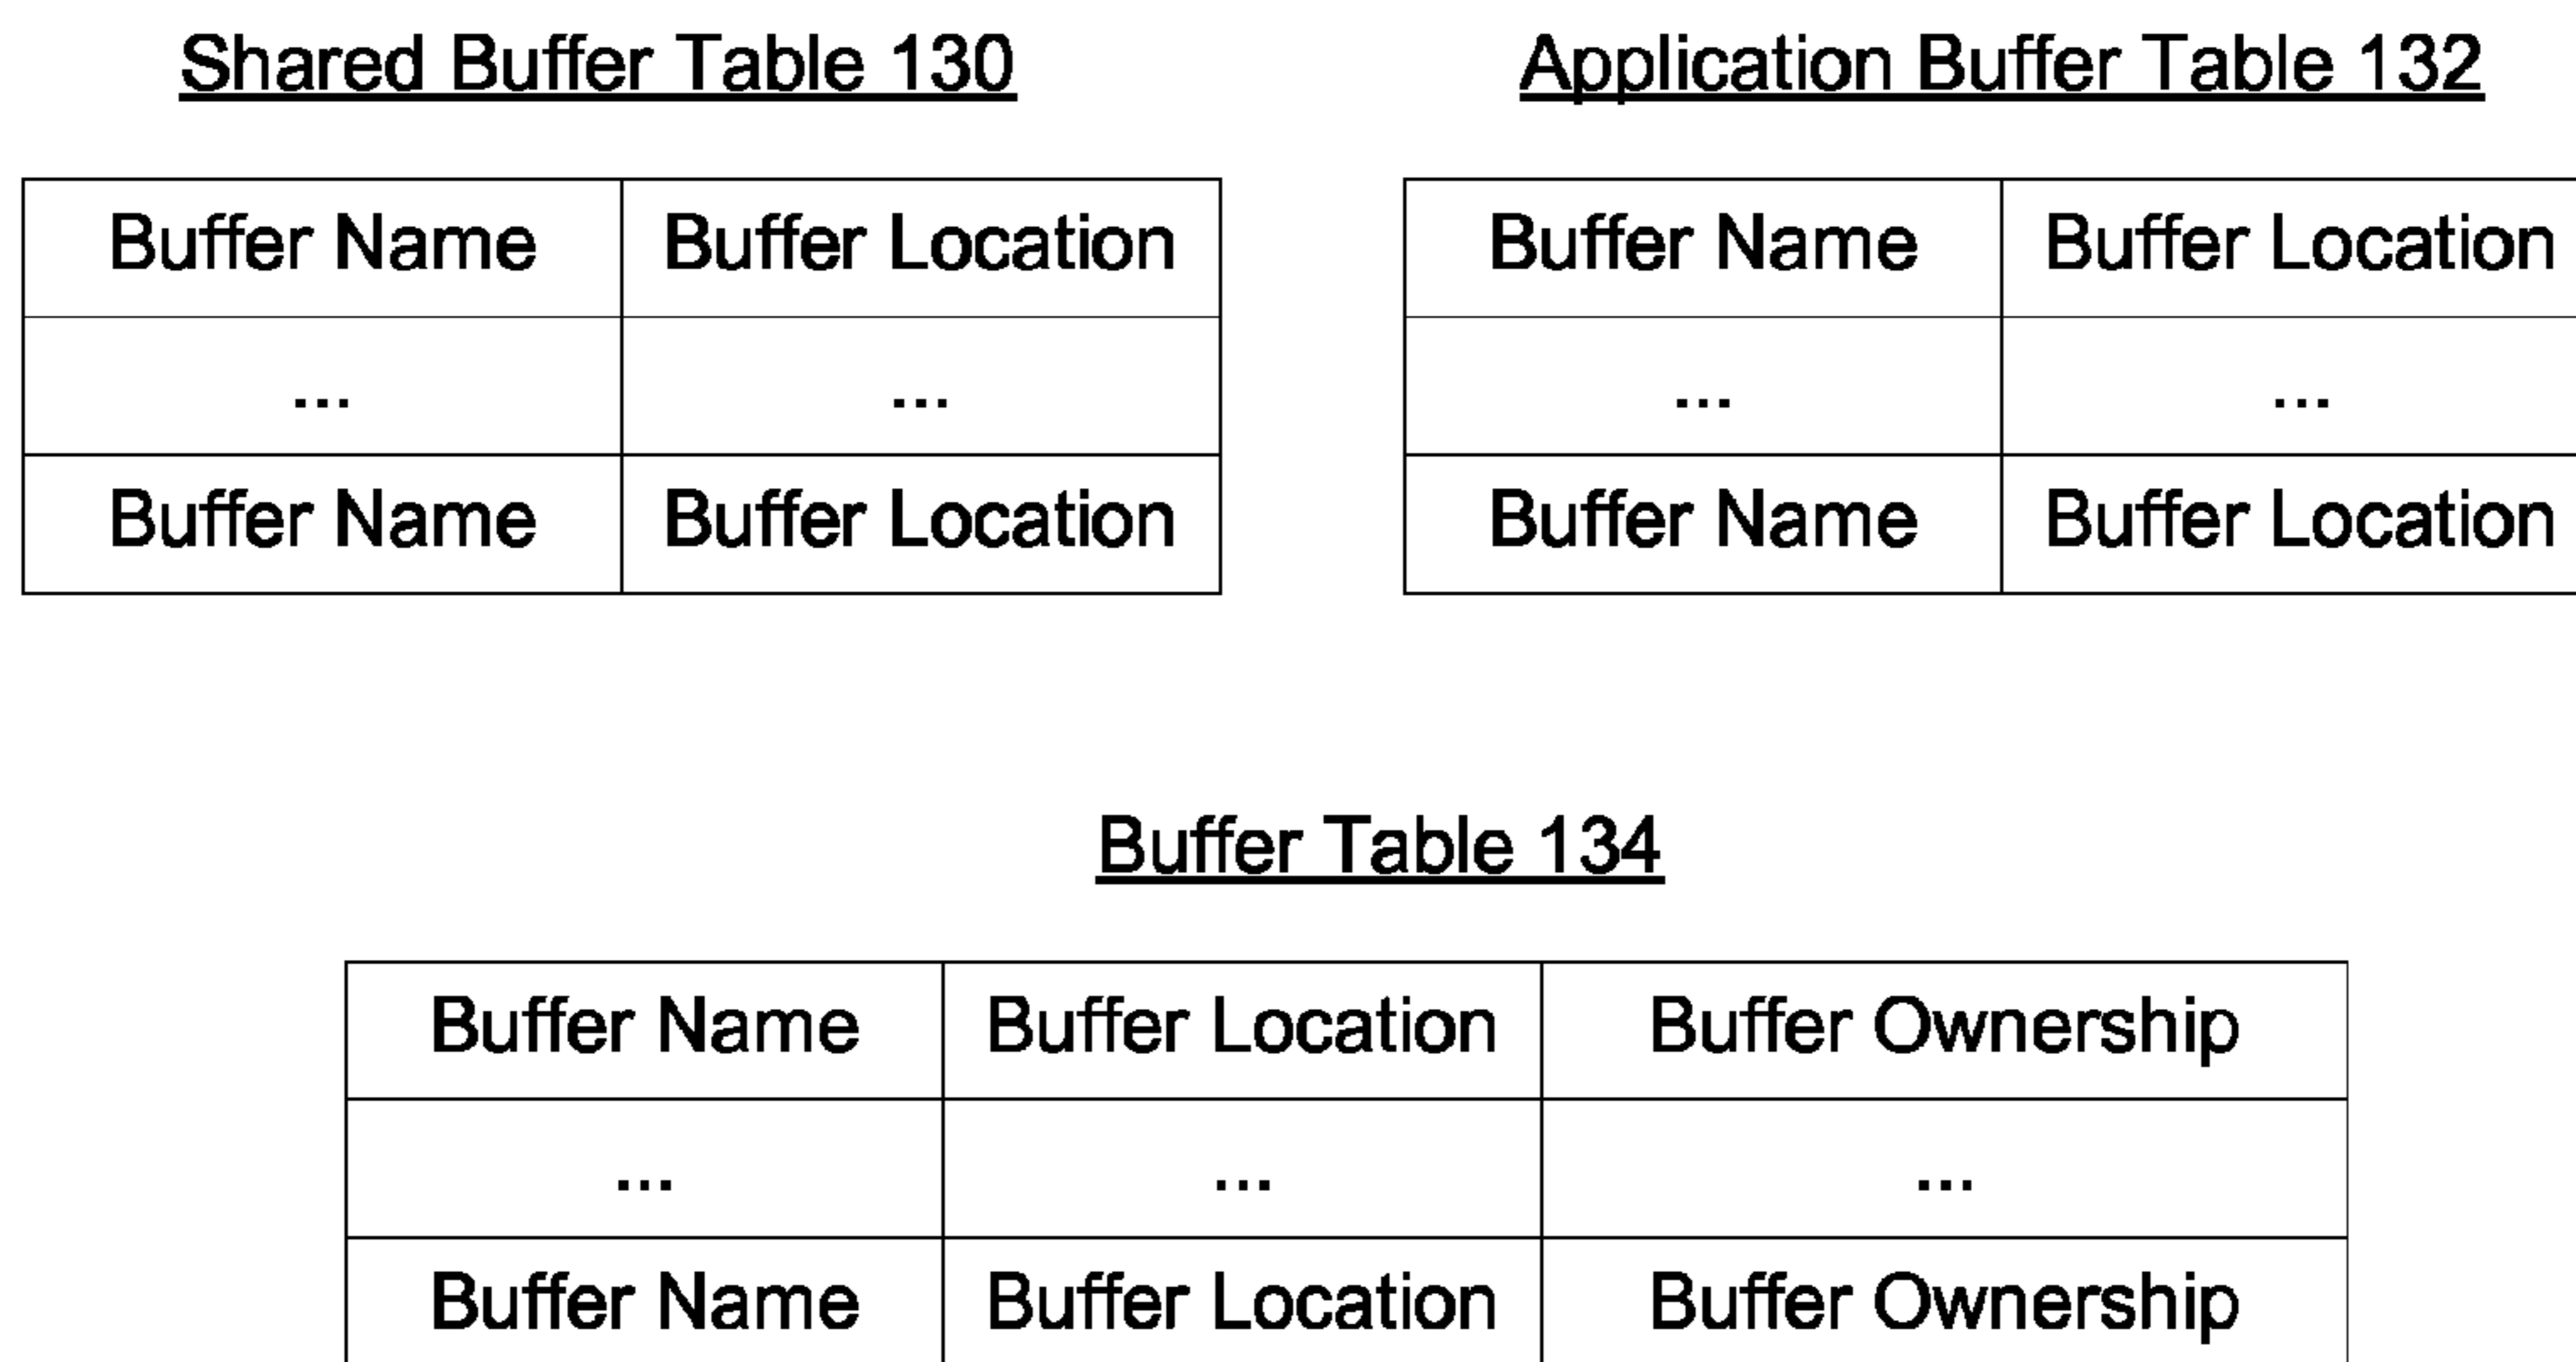 Shared Buffer Table 130
Buffer Name Buffer Location
... ...
Buffer Name Buffer Location
Application Buffer Table 132
Buffer Name Buffer Location
... ...
Buffer Name Buffer Location
Buffer Table 134
Buffer Name Buffer Location Buffer Ownership
... ... ...
Buffer Name Buffer Location Buffer Ownership